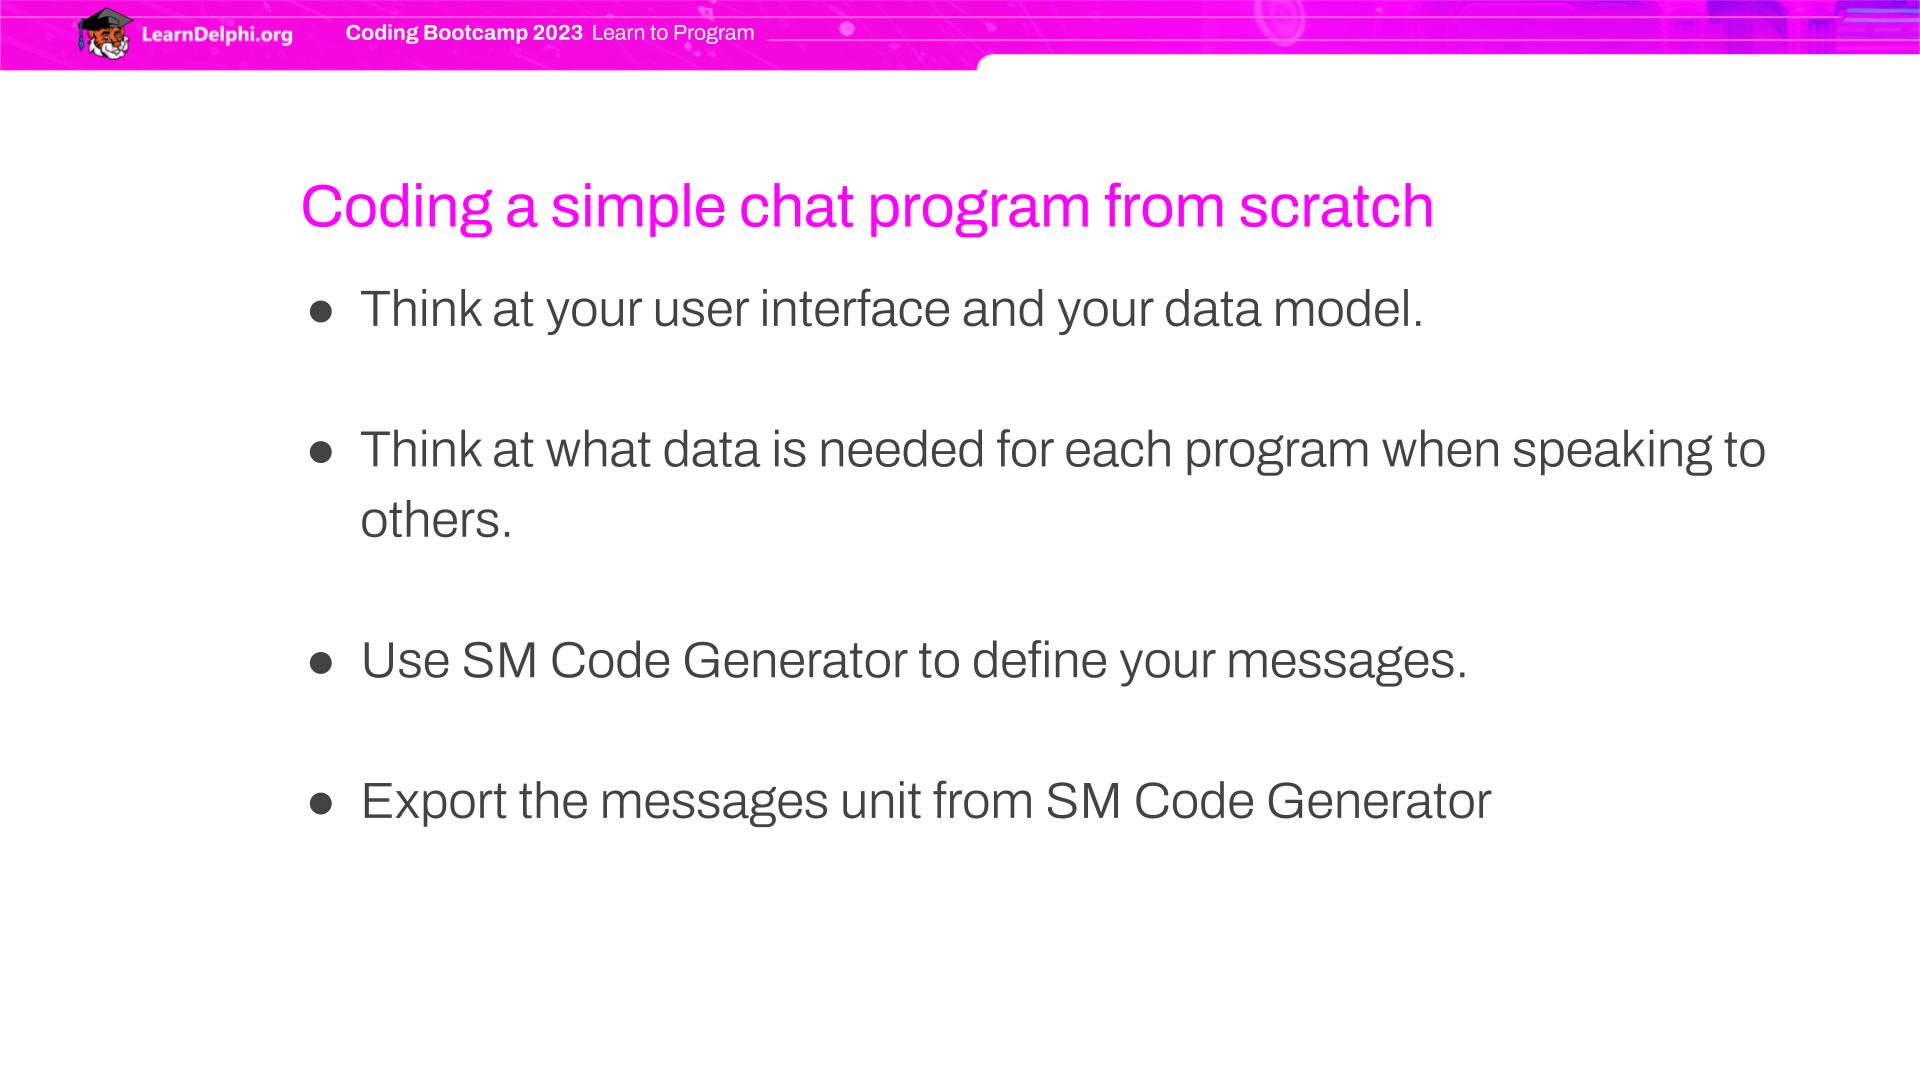 LearnDelphi.org
Coding Bootcamp 2023 Learn to Program
Coding a simple chat program from scratch
● Think at your user interface and your data model.
● Think at what data is needed for each program when speaking to
others.
● Use SM Code Generator to define your messages.
● Export the messages unit from SM Code Generator